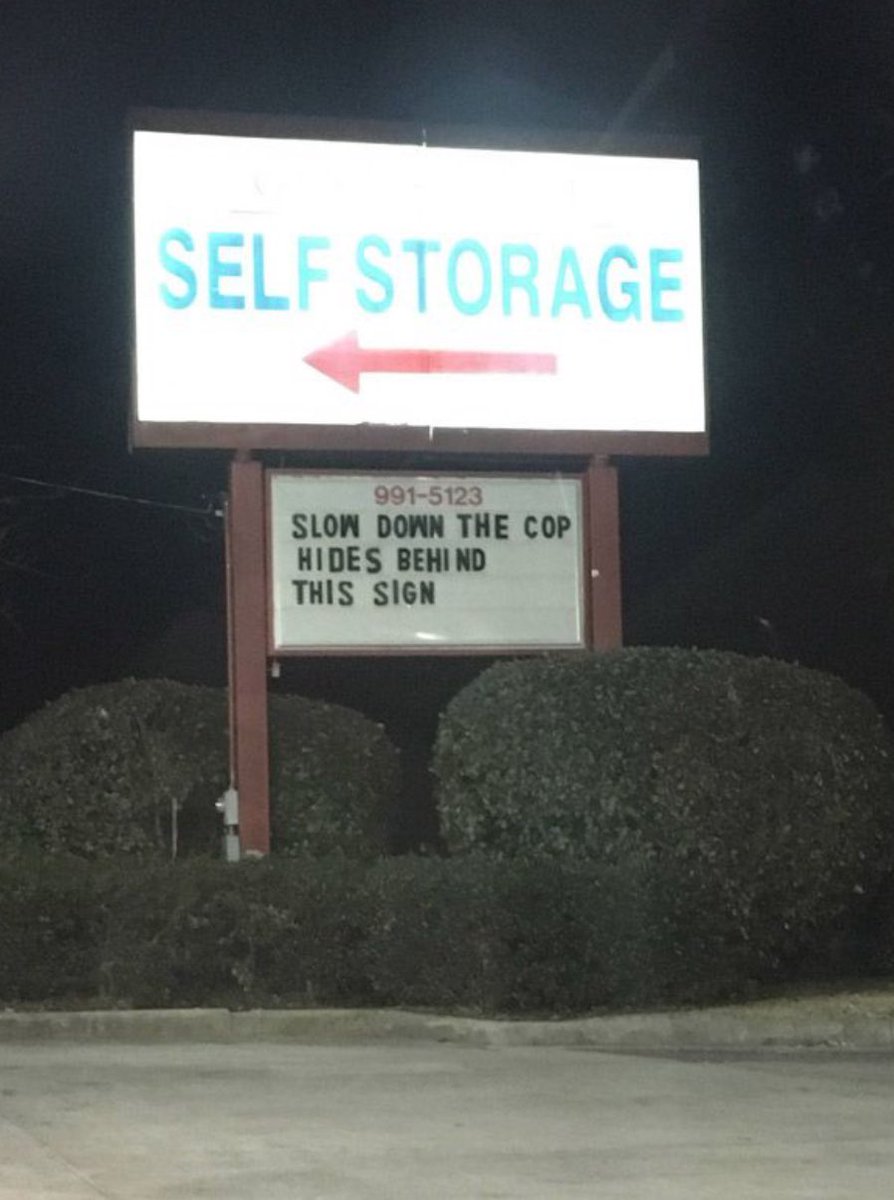 SELF STORAGE
991-5123
SLOW DOWN THE COP
HIDES BEHIND
THIS SIGN